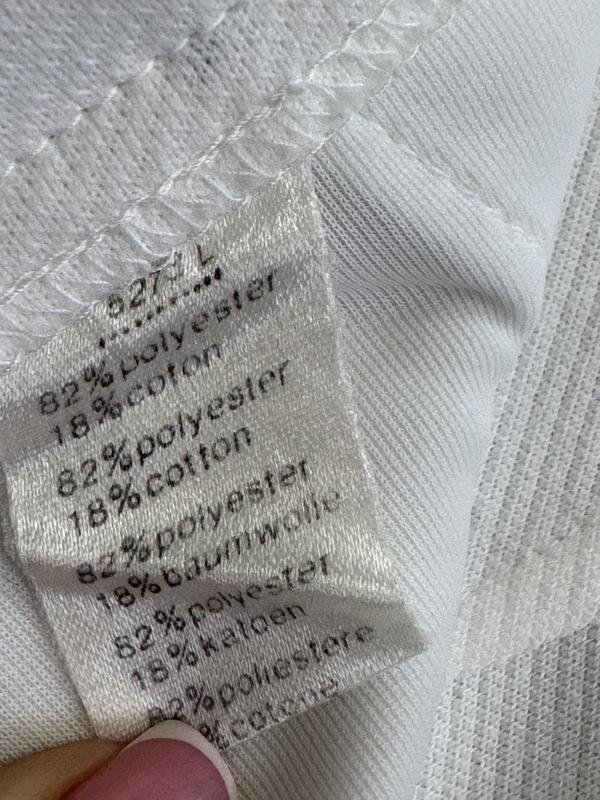 82%polyester
18%coton
82%polyester
18%cotton
82%polyester
18%baumwolle
82%polyester
18%katoen
82%poliestere
%cotone